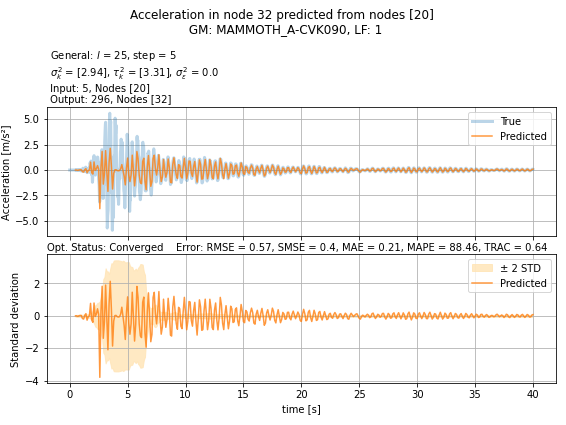 Acceleration in node 32 predicted from nodes [20]
GM: MAMMOTH_A-CVK090, LF: 1
General: l = 25, step = 5
σ²ₖ = [2.94], τ²ₖ = [3.31], σ²ε = 0.0
Input: 5, Nodes [20]
Output: 296, Nodes [32]
Acceleration [m/s²]
5.0
2.5
0.0
−2.5
−5.0
True
Predicted
Opt. Status: Converged Error: RMSE = 0.57, SMSE = 0.4, MAE = 0.21, MAPE = 88.46, TRAC = 0.64
Standard deviation
2
0
−2
−4
± 2 STD
Predicted
0 5 10 15 20 25 30 35 40
time [s]